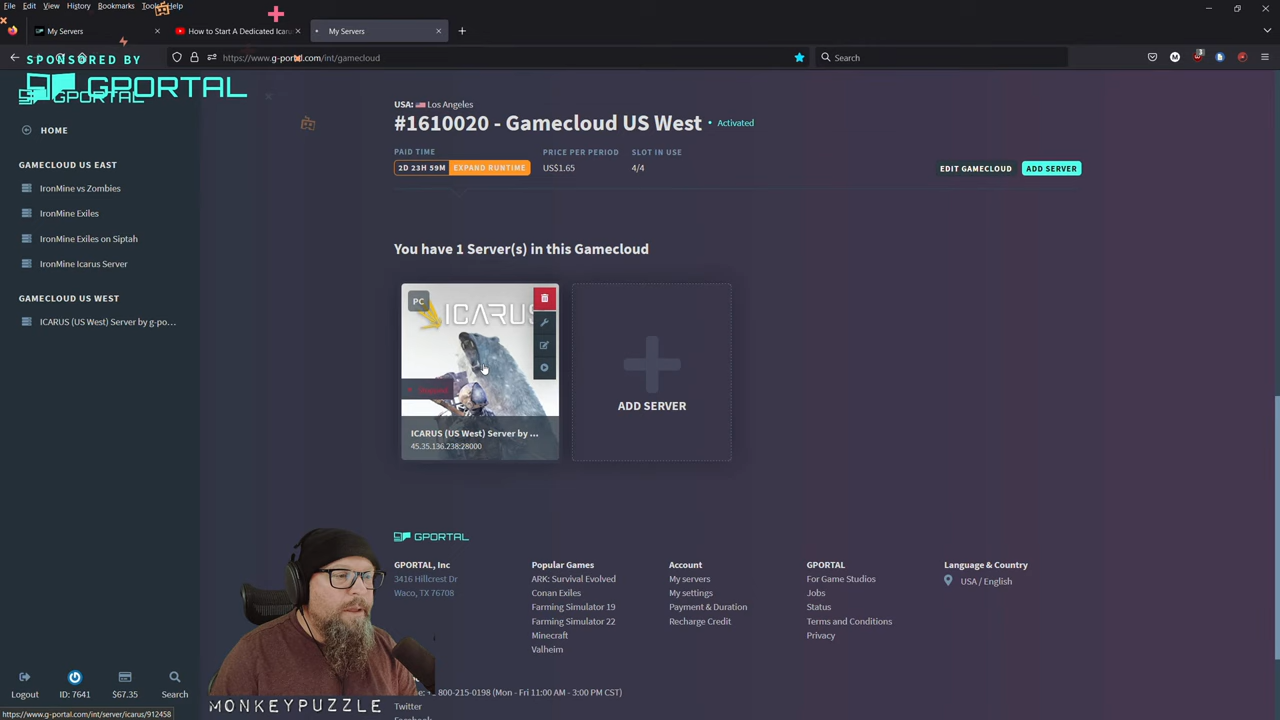 File Edit View History Bookmarks Tools Help
My Servers
How to Start A Dedicated Icaru
My Servers
https://www.g-portal.com/int/gamecloud
Search
SPONSORED BY
GPORTAL
GPORTAL
HOME
GAMECLOUD US EAST
IronMine vs Zombies
IronMine Exiles
IronMine Exiles on Siptah
IronMine Icarus Server
GAMECLOUD US WEST
ICARUS (US West) Server by g-po...
USA: Los Angeles
#1610020 - Gamecloud US West • Activated
PAID TIME PRICE PER PERIOD SLOT IN USE
2D 23H 59M EXPAND RUNTIME US$1.65 4/4
EDIT GAMECLOUD ADD SERVER
You have 1 Server(s) in this Gamecloud
PC
ICARUS
ICARUS (US West) Server by ...
45.35.136.238:28000
ADD SERVER
GPORTAL
GPORTAL, Inc
3416 Hillcrest Dr
Waco, TX 76708
Popular Games
ARK: Survival Evolved
Conan Exiles
Farming Simulator 19
Farming Simulator 22
Minecraft
Valheim
Account
My servers
My settings
Payment & Duration
Recharge Credit
GPORTAL
For Game Studios
Jobs
Status
Terms and Conditions
Privacy
Language & Country
USA / English
800-215-0198 (Mon - Fri 11:00 AM - 3:00 PM CST)
Twitter
Logout
ID: 7641
$67.35
Search
MONKEYPUZZLE
https://www.g-portal.com/int/server/icarus/912458